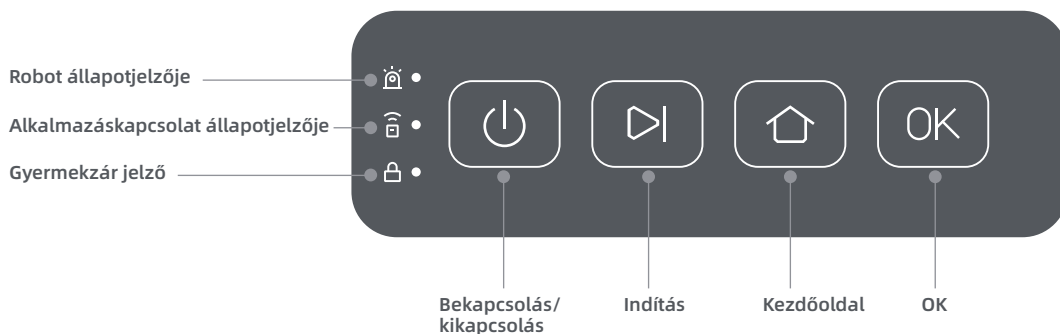 Robot állapotjelzője
Alkalmazáskapcsolat állapotjelzője
Gyermekzár jelző
OK
Bekapcsolás/
kikapcsolás
Indítás
Kezdőoldal
OK